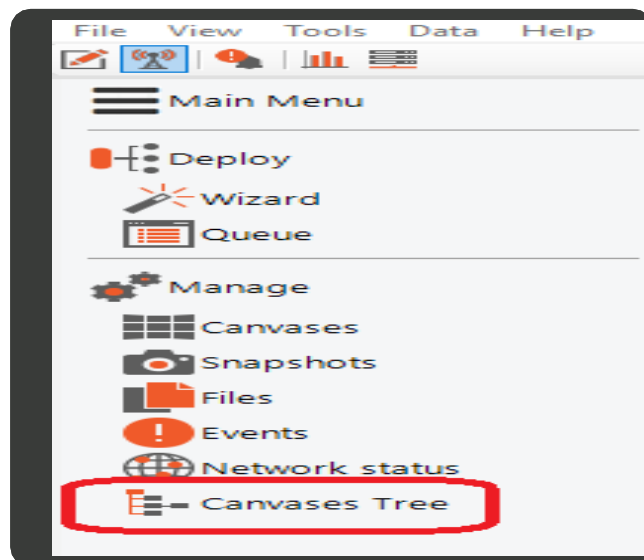 File View Tools Data Help
Main Menu
Deploy
Wizard
Queue
Manage
Canvases
Snapshots
Files
Events
Network status
Canvases Tree